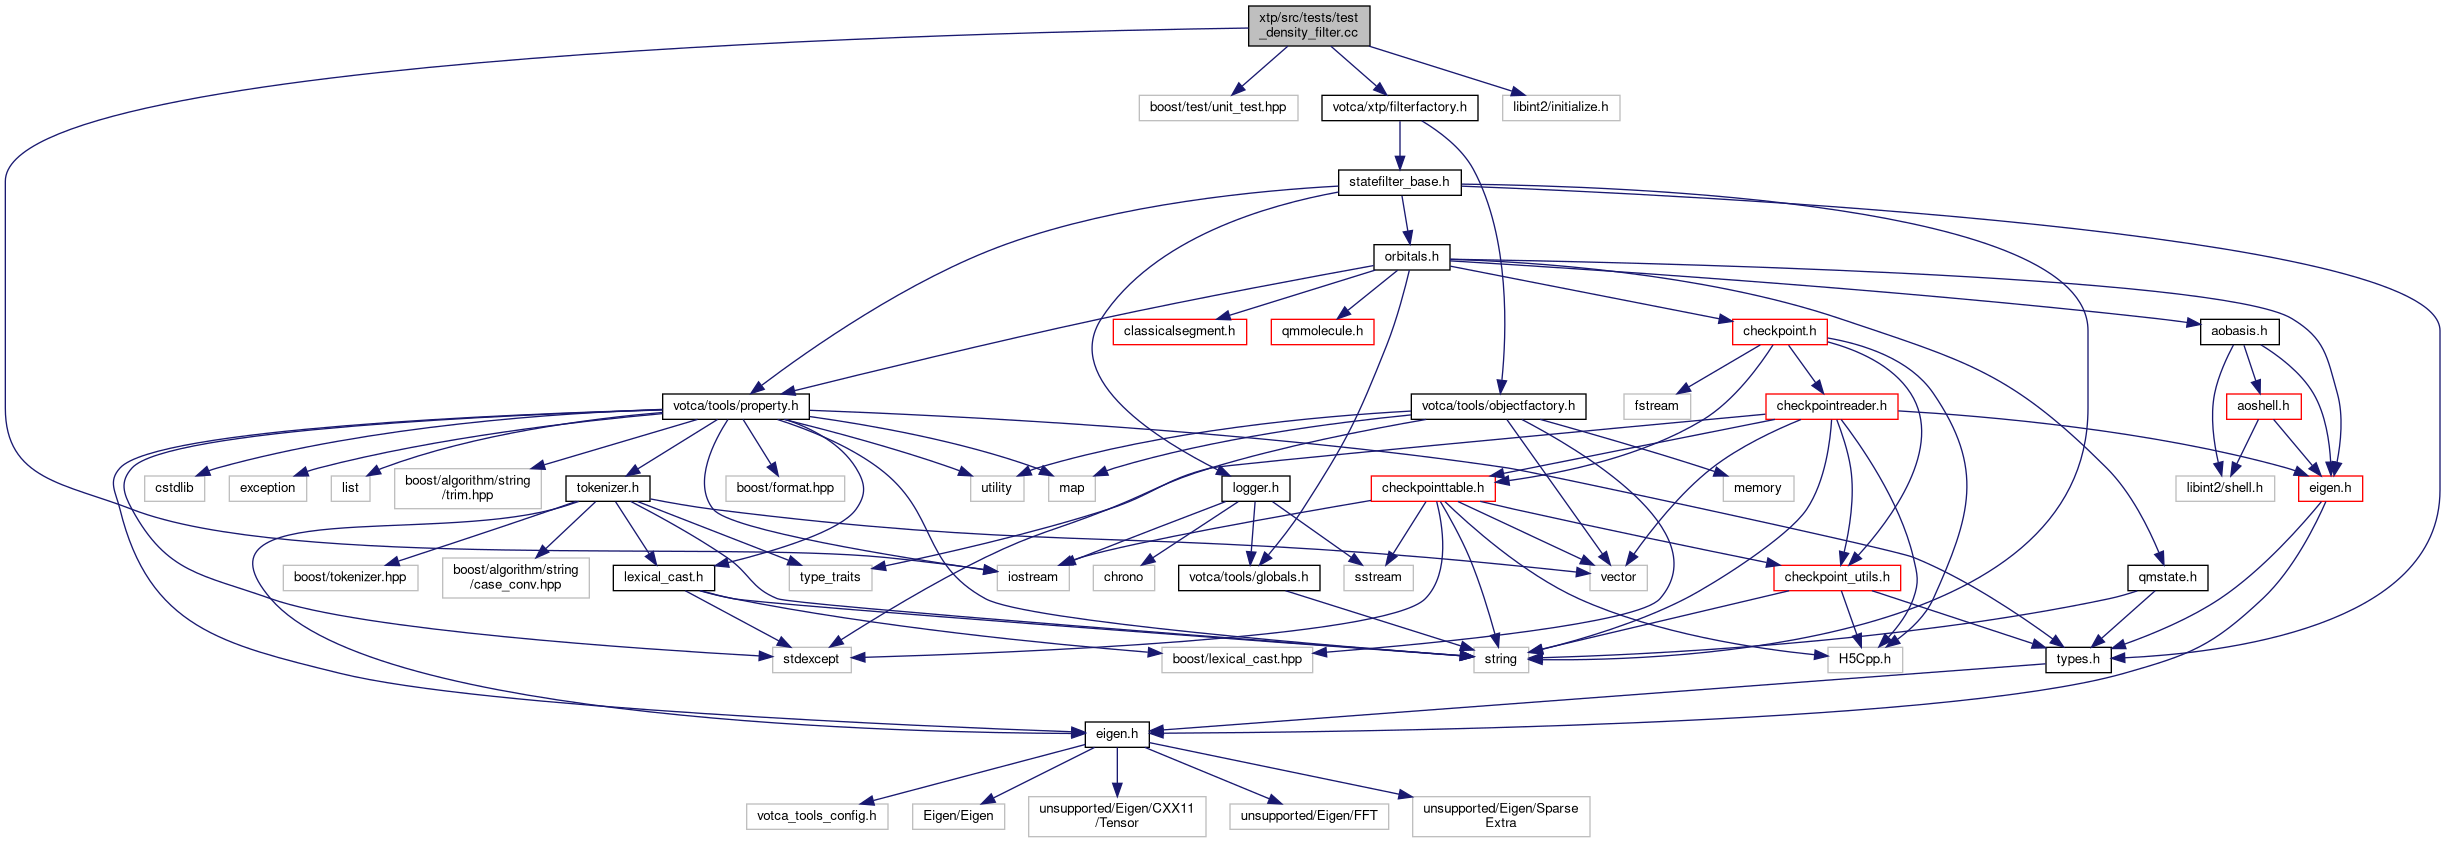 xtp/src/tests/test
_density_filter.cc
boost/test/unit_test.hpp
votca/xtp/filterfactory.h
libint2/initialize.h
statefilter_base.h
orbitals.h
classicalsegment.h
qmmolecule.h
checkpoint.h
aobasis.h
votca/tools/property.h
votca/tools/objectfactory.h
fstream
checkpointreader.h
aoshell.h
cstdlib
exception
list
boost/algorithm/string
/trim.hpp
tokenizer.h
boost/format.hpp
utility
map
logger.h
checkpointtable.h
memory
libint2/shell.h
eigen.h
boost/tokenizer.hpp
boost/algorithm/string
/case_conv.hpp
lexical_cast.h
type_traits
iostream
chrono
votca/tools/globals.h
sstream
vector
checkpoint_utils.h
qmstate.h
stdexcept
boost/lexical_cast.hpp
string
H5Cpp.h
types.h
eigen.h
votca_tools_config.h
Eigen/Eigen
unsupported/Eigen/CXX11
/Tensor
unsupported/Eigen/FFT
unsupported/Eigen/Sparse
Extra